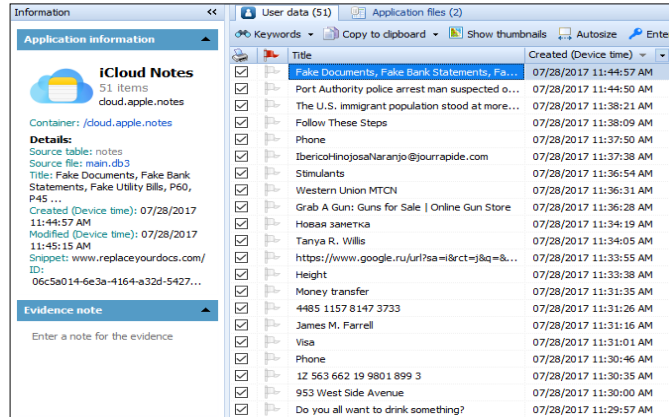 Information <<
Application information
iCloud Notes
51 items
cloud.apple.notes
Container: /cloud.apple.notes
Details:
Source table: notes
Source file: main.db3
Title: Fake Documents, Fake Bank
Statements, Fake Utility Bills, P60,
P45 ...
Created (Device time): 07/28/2017
11:44:57 AM
Modified (Device time): 07/28/2017
11:45:15 AM
Snippet: www.replaceyourdocs.com/
ID:
06c5a014-6e3a-4164-a32d-5427...
Evidence note
Enter a note for the evidence
User data (51) Application files (2)
Keywords Copy to clipboard Show thumbnails Autosize Ente
Title Created (Device time)
Fake Documents, Fake Bank Statements, Fa... 07/28/2017 11:44:57 AM
Port Authority police arrest man suspected o... 07/28/2017 11:44:50 AM
The U.S. immigrant population stood at more... 07/28/2017 11:38:21 AM
Follow These Steps 07/28/2017 11:38:09 AM
Phone 07/28/2017 11:37:50 AM
IbericoHinojosaNaranjo@jourrapide.com 07/28/2017 11:37:38 AM
Stimulants 07/28/2017 11:36:54 AM
Western Union MTCN 07/28/2017 11:36:31 AM
Grab A Gun: Guns for Sale | Online Gun Store 07/28/2017 11:36:28 AM
Новая заметка 07/28/2017 11:34:19 AM
Tanya R. Willis 07/28/2017 11:34:05 AM
https://www.google.ru/url?sa=i&rct=j&q=&... 07/28/2017 11:33:55 AM
Height 07/28/2017 11:33:38 AM
Money transfer 07/28/2017 11:31:35 AM
4485 1157 8147 3733 07/28/2017 11:31:26 AM
James M. Farrell 07/28/2017 11:31:16 AM
Visa 07/28/2017 11:31:01 AM
Phone 07/28/2017 11:30:46 AM
1Z 563 662 19 9801 899 3 07/28/2017 11:30:35 AM
953 West Side Avenue 07/28/2017 11:30:00 AM
Do you all want to drink something? 07/28/2017 11:29:57 AM